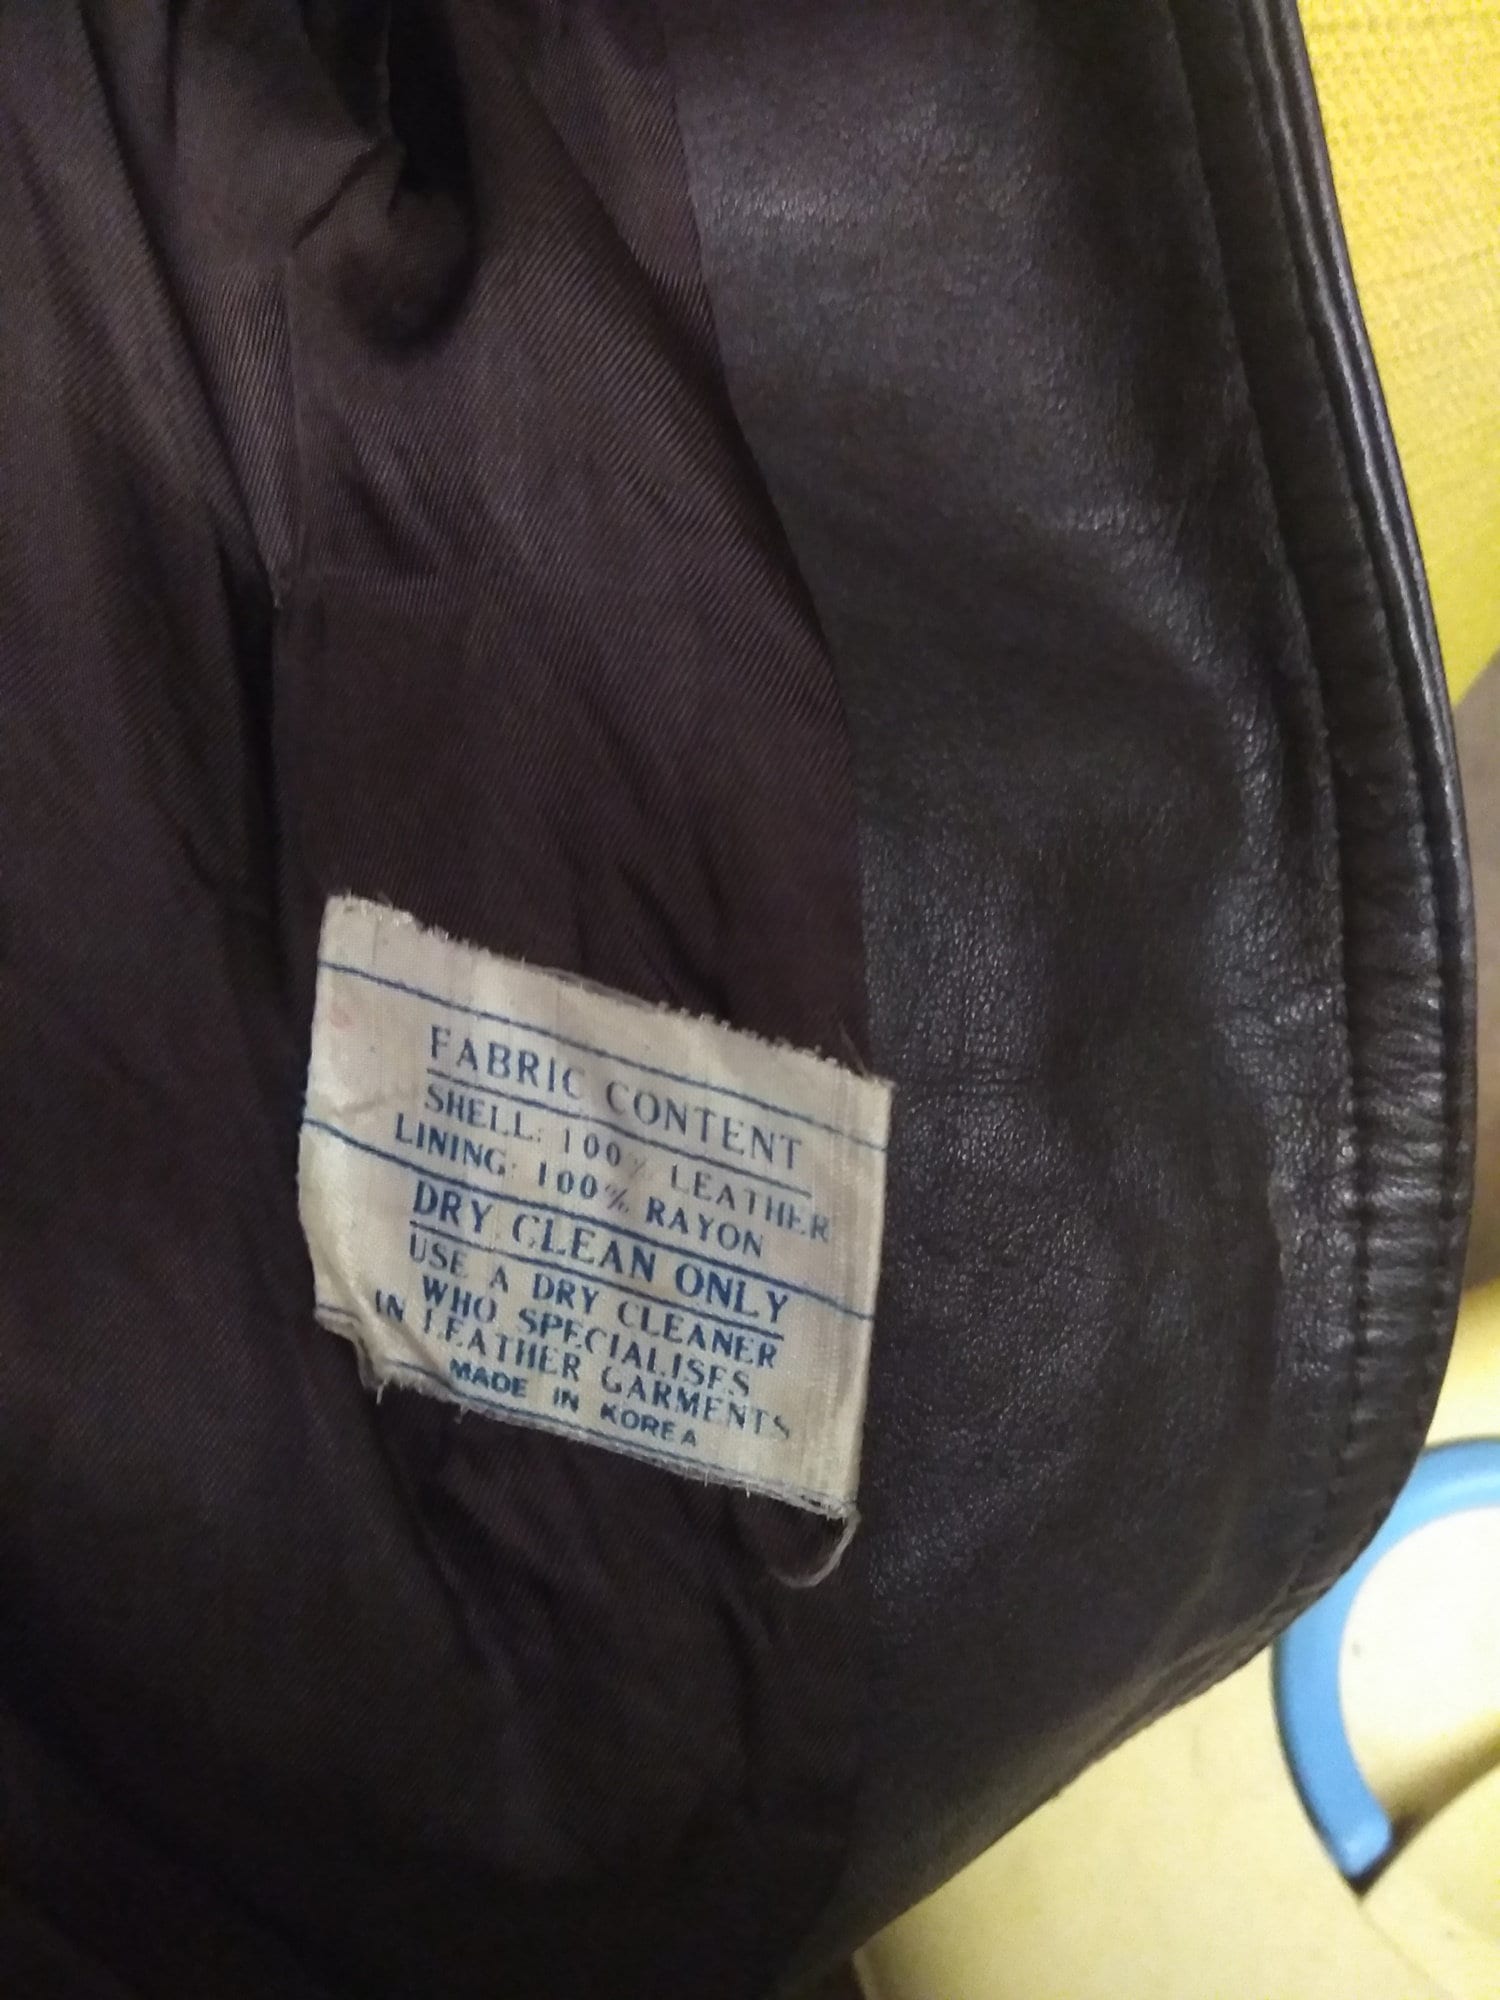 FABRIC CONTENT
SHELL: 100% LEATHER
LINING: 100% RAYON
DRY CLEAN ONLY
USE A DRY CLEANER
WHO SPECIALISES
IN LEATHER GARMENTS
MADE IN KOREA